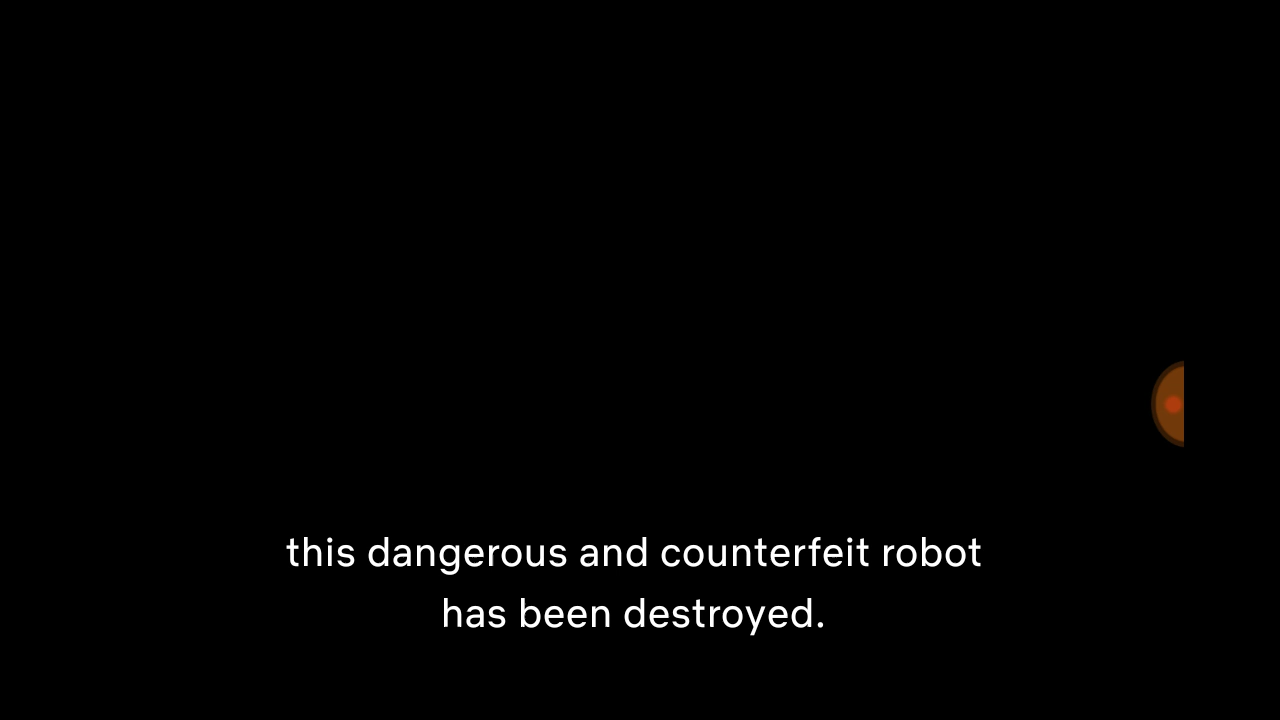 this dangerous and counterfeit robot
has been destroyed.